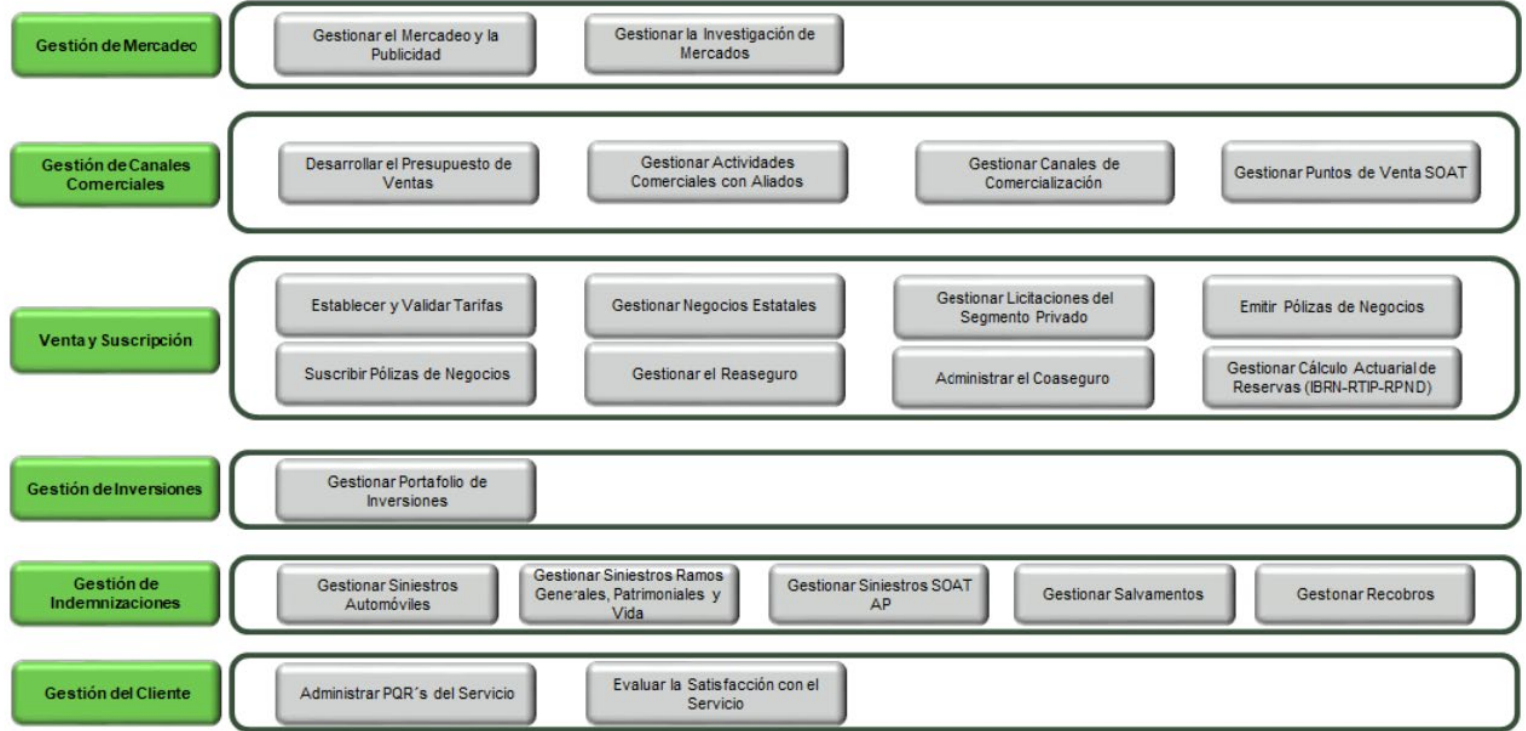 Gestión de Mercadeo
Gestionar el Mercadeo y la
Publicidad
Gestionar la Investigación de
Mercados
Gestión de Canales
Comerciales
Desarrollar el Presupuesto de
Ventas
Gestionar Actividades
Comerciales con Aliados
Gestionar Canales de
Comercialización
Gestionar Puntos de Venta SOAT
Venta y Suscripción
Establecer y Validar Tarifas
Gestionar Negocios Estatales
Gestionar Licitaciones del
Segmento Privado
Emitir Pólizas de Negocios
Suscribir Pólizas de Negocios
Gestionar el Reaseguro
Administrar el Coaseguro
Gestionar Cálculo Actuarial de
Reservas (IBRN-RTIP-RPND)
Gestión de Inversiones
Gestionar Portafolio de
Inversiones
Gestión de
Indemnizaciones
Gestionar Siniestros
Automóviles
Gestionar Siniestros Ramos
Generales, Patrimoniales y
Vida
Gestionar Siniestros SOAT
AP
Gestionar Salvamentos
Gestonar Recobros
Gestión del Cliente
Administrar PQR´s del Servicio
Evaluar la Satisfacción con el
Servicio